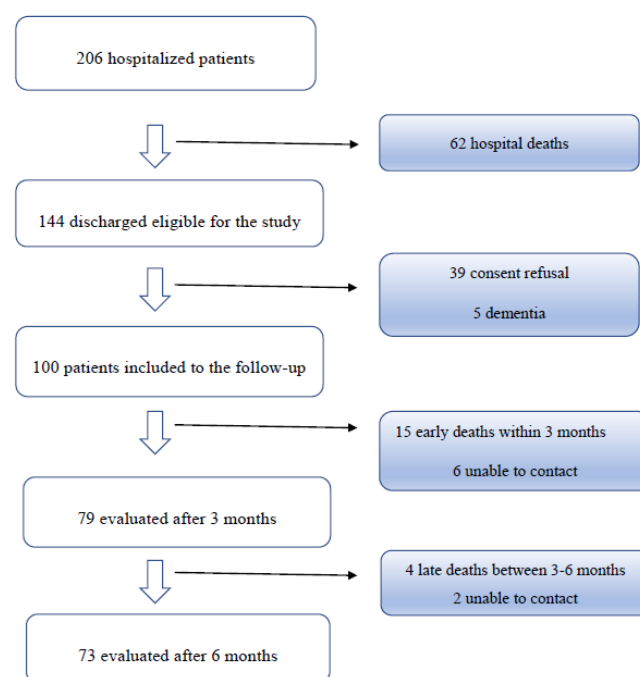 206 hospitalized patients
62 hospital deaths
144 discharged eligible for the study
39 consent refusal
5 dementia
100 patients included to the follow-up
15 early deaths within 3 months
6 unable to contact
79 evaluated after 3 months
4 late deaths between 3-6 months
2 unable to contact
73 evaluated after 6 months